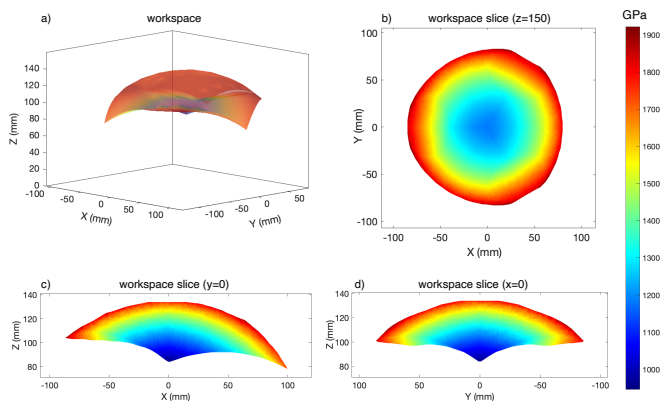 a) workspace
140
120
100
80
60
40
20
0
Z (mm)
-100
-50
0
50
100
X (mm)
-100
-50
0
50
Y (mm)
b) workspace slice (z=150)
100
50
0
-50
-100
Y (mm)
-100 -50 0 50 100
X (mm)
GPa
1900
1800
1700
1600
1500
1400
1300
1200
1100
1000
c) workspace slice (y=0)
140
120
100
80
Z (mm)
-50 0 50 100
X (mm)
d) workspace slice (x=0)
140
120
100
80
Z (mm)
100 50 0 -50 -100
Y (mm)